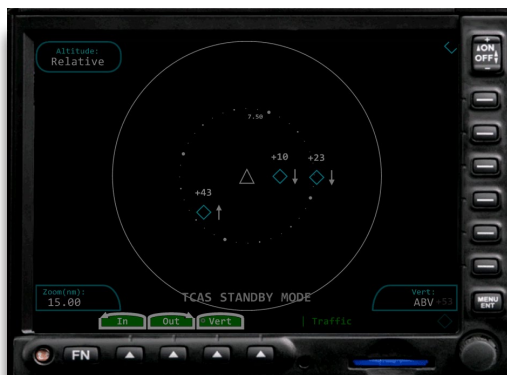 Altitude:
Relative
+
▲ON
OFF
–
7.50
+10
+23
+43
Zoom(nm):
15.00
TCAS STANDBY MODE
Vert:
ABV
+53
In
Out
Vert
Traffic
MENU
ENT
FN